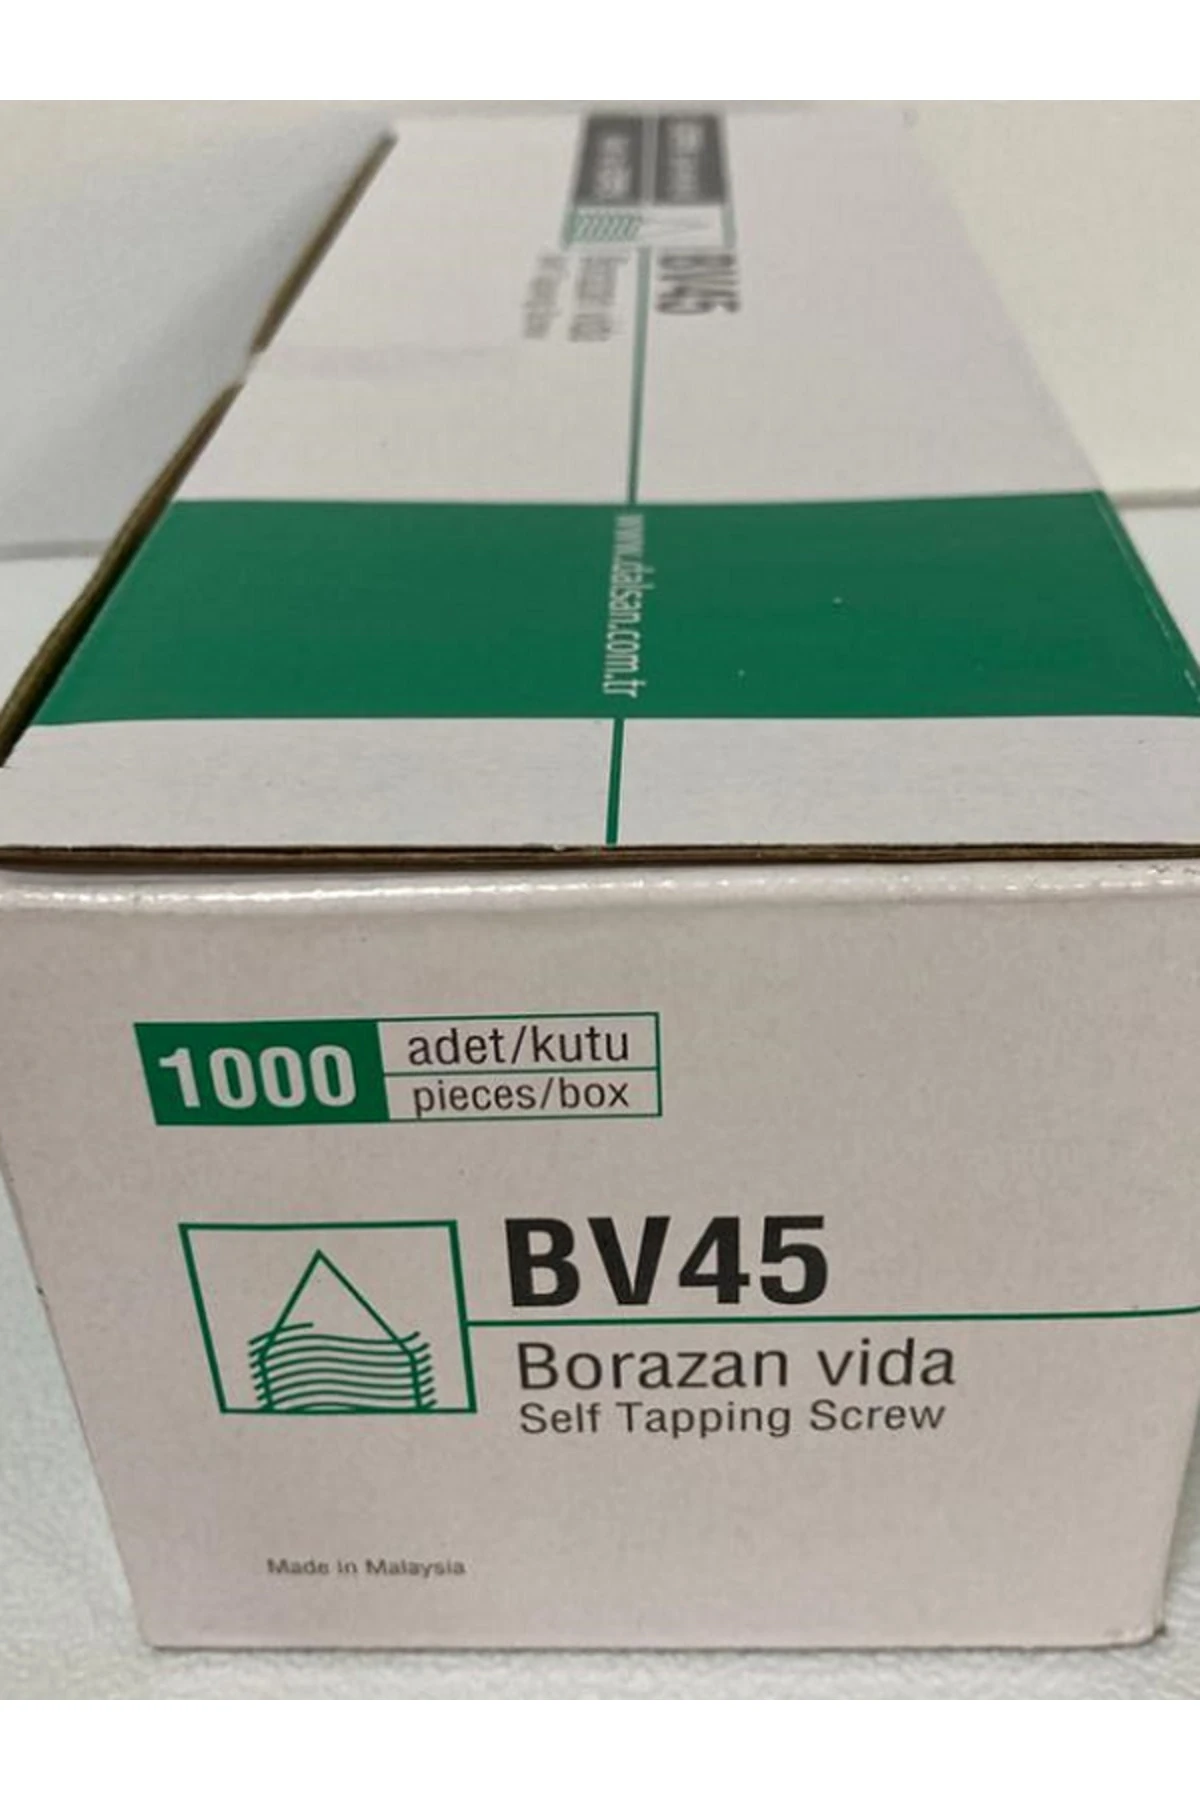 BV45
Borazan vida
www.dalsan.com.tr
1000
adet/kutu
pieces/box
BV45
Borazan vida
Self Tapping Screw
Made in Malaysia